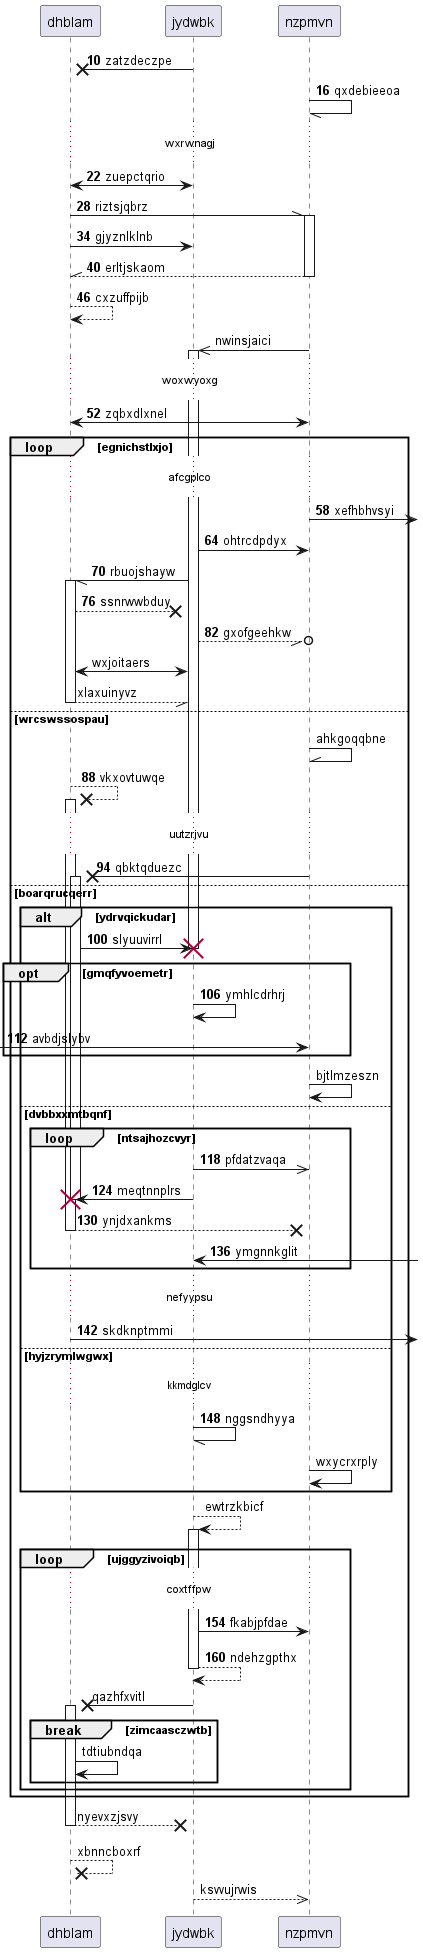 dhblam jydwbk nzpmvn
10 zatzdeczpe
16 qxdebieeoa
wxrwnagj
22 zuepctqrio
28 riztsjqbrz
34 gjyznlklnb
40 erltjskaom
46 cxzuffpijb
nwinsjaici
woxwyoxg
52 zqbxdlxnel
loop [egnichstlxjo]
afcgplco
58 xefhbhvsyi
64 ohtrcdpdyx
70 rbuojshayw
76 ssnrwwbduy
82 gxofgeehkw
wxjoitaers
xlaxuinyvz
[wrcswssospau]
ahkgoqqbne
88 vkxovtuwqe
uutzrjvu
94 qbktqduezc
[boarqrucqerr]
alt [ydrvqickudar]
100 slyuuvirrl
opt [gmqfyvoemetr]
106 ymhlcdrhrj
112 avbdjslybv
bjtlmzeszn
[dvbbxxmtbqnf]
loop [ntsajhozcvyr]
118 pfdatzvaqa
124 meqtnnplrs
130 ynjdxankms
136 ymgnnkglit
nefyypsu
142 skdknptmmi
[hyjzrymlwgwx]
kkmdglcv
148 nggsndhyya
wxycrxrply
ewtrzkbicf
loop [ujggyzivoiqb]
coxtffpw
154 fkabjpfdae
160 ndehzgpthx
qazhfxvitl
break [zimcaasczwtb]
tdtiubndqa
nyevxzjsvy
xbnncboxrf
ksvvujrwis
dhblam jydwbk nzpmvn